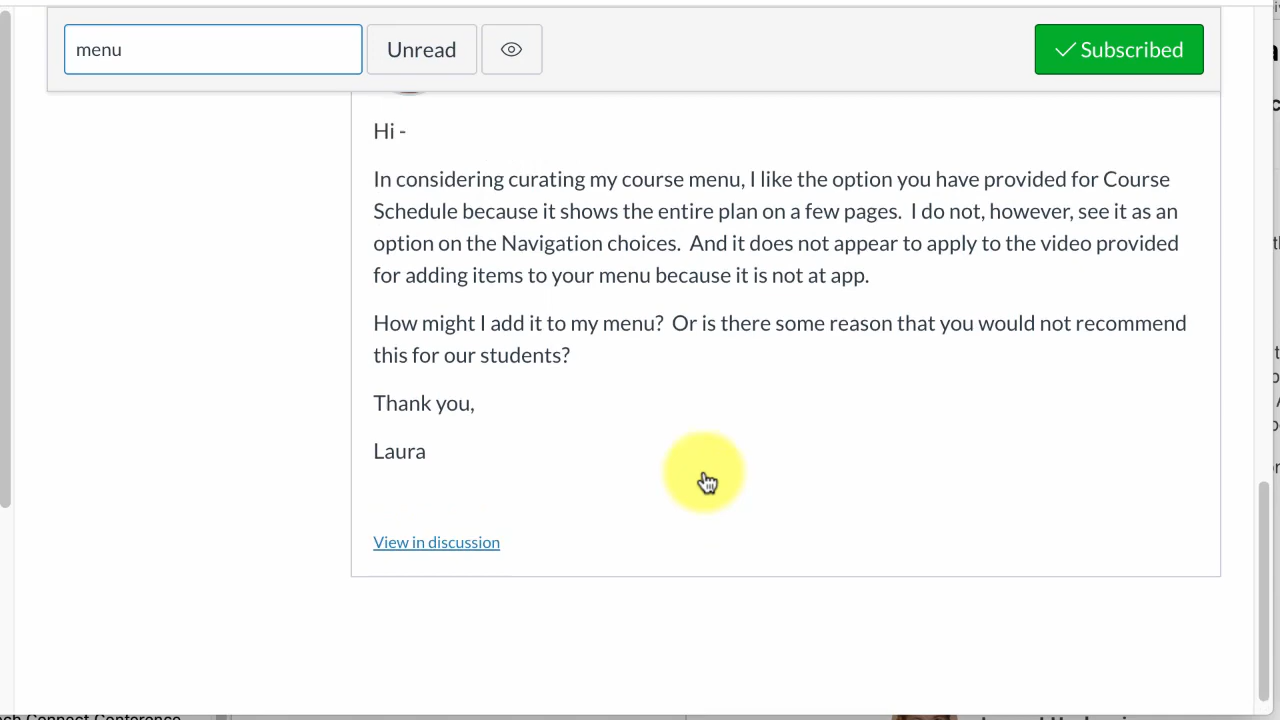 menu
Unread
Subscribed
Hi -
In considering curating my course menu, I like the option you have provided for Course
Schedule because it shows the entire plan on a few pages.  I do not, however, see it as an
option on the Navigation choices.  And it does not appear to apply to the video provided
for adding items to your menu because it is not at app.
How might I add it to my menu?  Or is there some reason that you would not recommend
this for our students?
Thank you,
Laura
View in discussion